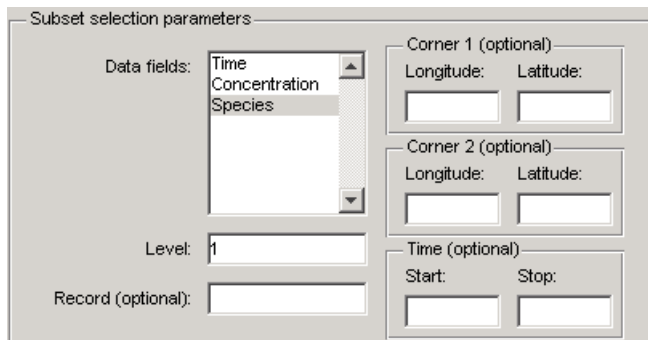 Subset selection parameters
Data fields:
Time
Concentration
Species
Level: 1
Record (optional):
Corner 1 (optional)
Longitude: Latitude:
Corner 2 (optional)
Longitude: Latitude:
Time (optional)
Start: Stop: